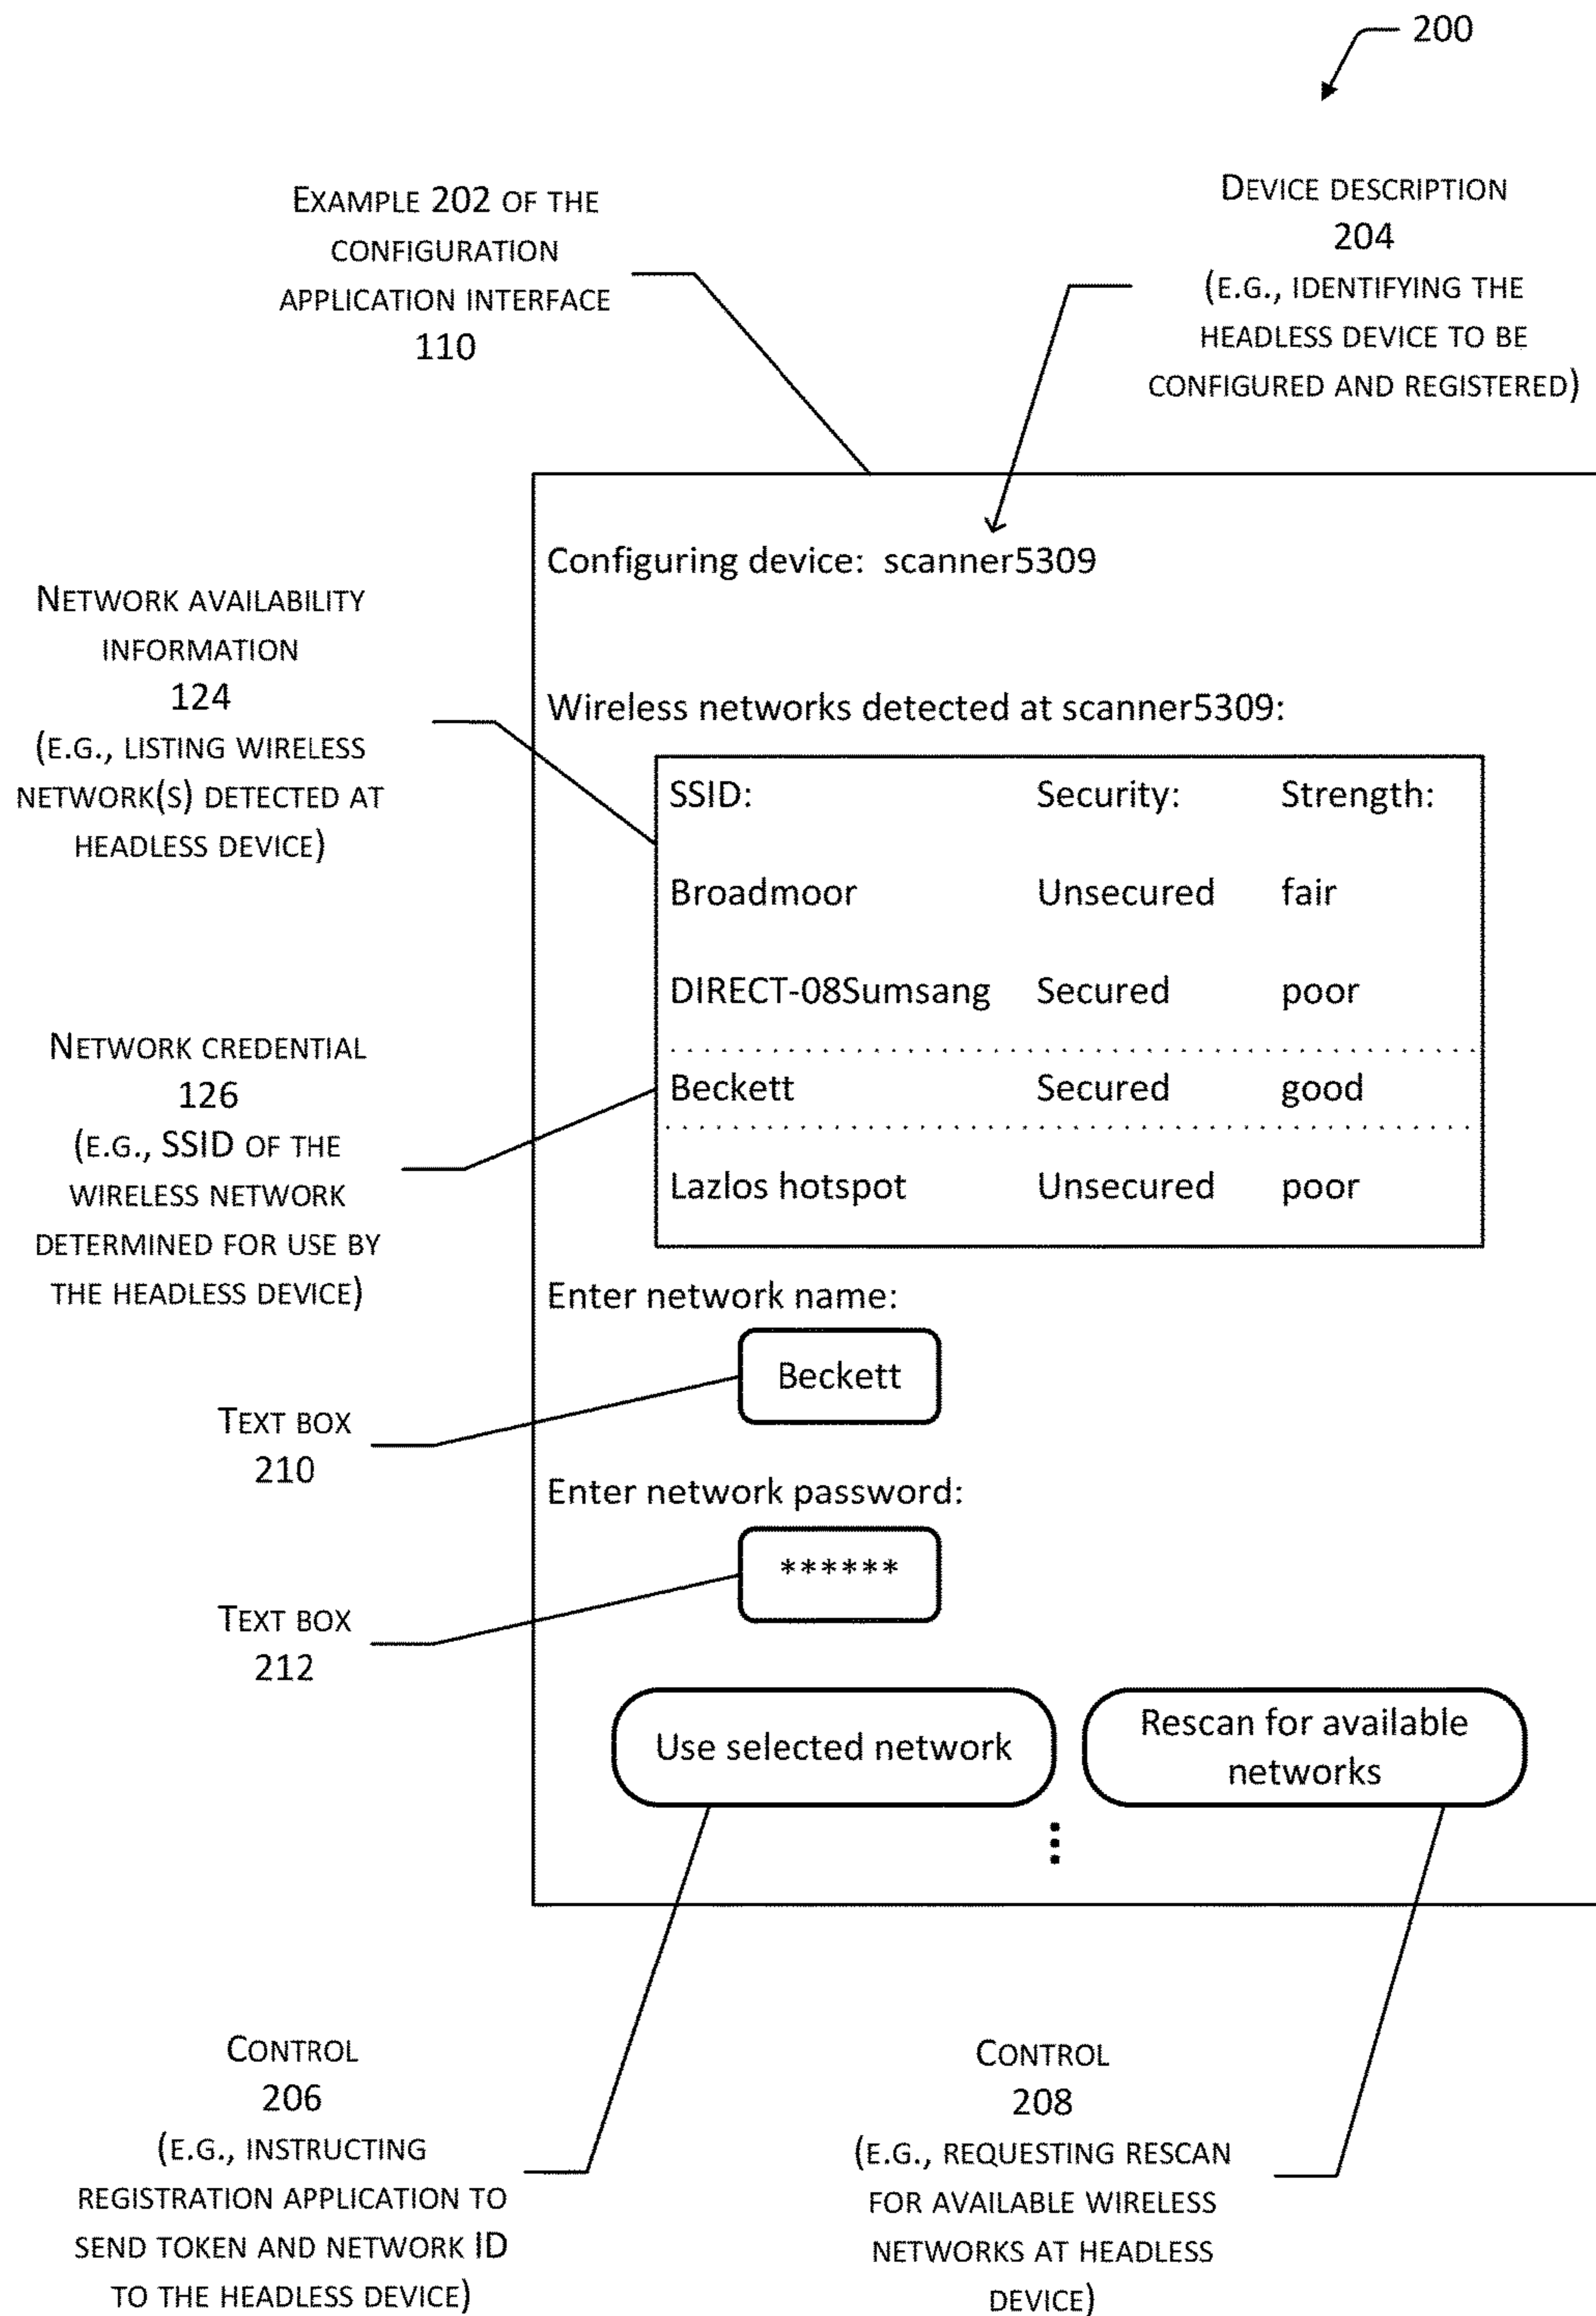 200
Example 202 of the
configuration
application interface
110
Device description
204
(e.g., identifying the
headless device to be
configured and registered)
Configuring device: scanner5309
Network availability
information
124
(e.g., listing wireless
network(s) detected at
headless device)
Wireless networks detected at scanner5309:
SSID: Security: Strength:
Broadmoor Unsecured fair
DIRECT-08Sumsang Secured poor
Beckett Secured good
Lazlos hotspot Unsecured poor
Network credential
126
(e.g., SSID of the
wireless network
determined for use by
the headless device)
Enter network name:
Beckett
Text box
210
Enter network password:
******
Text box
212
Use selected network
Rescan for available
networks
Control
206
(e.g., instructing
registration application to
send token and network ID
to the headless device)
Control
208
(e.g., requesting rescan
for available wireless
networks at headless
device)